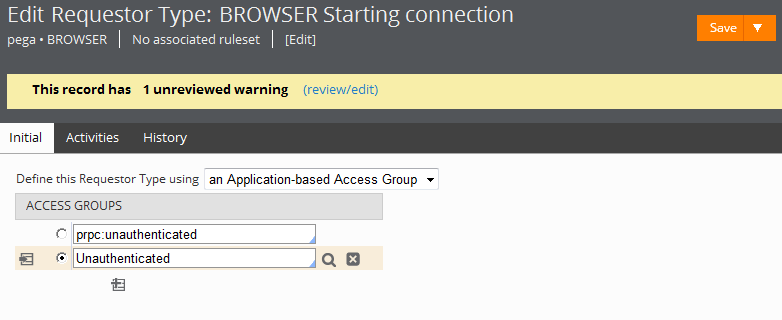 Edit Requestor Type: BROWSER Starting connection
pega • BROWSER No associated ruleset [Edit]
Save
This record has 1 unreviewed warning (review/edit)
Initial Activities History
Define this Requestor Type using an Application-based Access Group
ACCESS GROUPS
prpc:unauthenticated
Unauthenticated